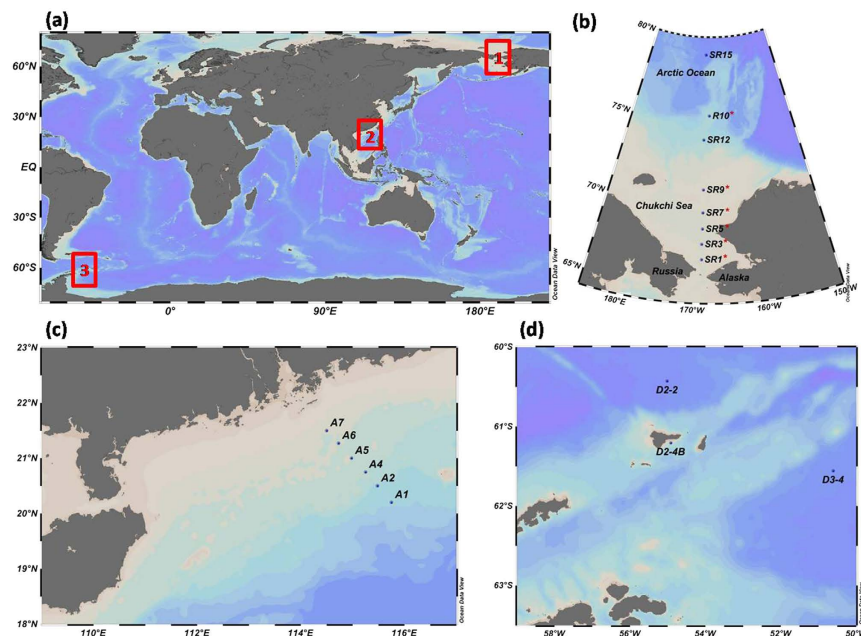 (a)
60°N
30°N
EQ
30°S
60°S
0°
90°E
180°E
1
2
3
Ocean Data View
(b)
80°N
75°N
70°N
65°N
180°E
170°W
160°W
150°W
Arctic Ocean
SR15
R10*
SR12
SR9*
Chukchi Sea
SR7*
SR5*
SR3*
SR1*
Russia
Alaska
Ocean Data View
(c)
23°N
22°N
21°N
20°N
19°N
18°N
110°E
112°E
114°E
116°E
A7
A6
A5
A4
A2
A1
Ocean Data View
(d)
60°S
61°S
62°S
63°S
58°W
56°W
54°W
52°W
50°W
D2-2
D2-4B
D3-4
Ocean Data View